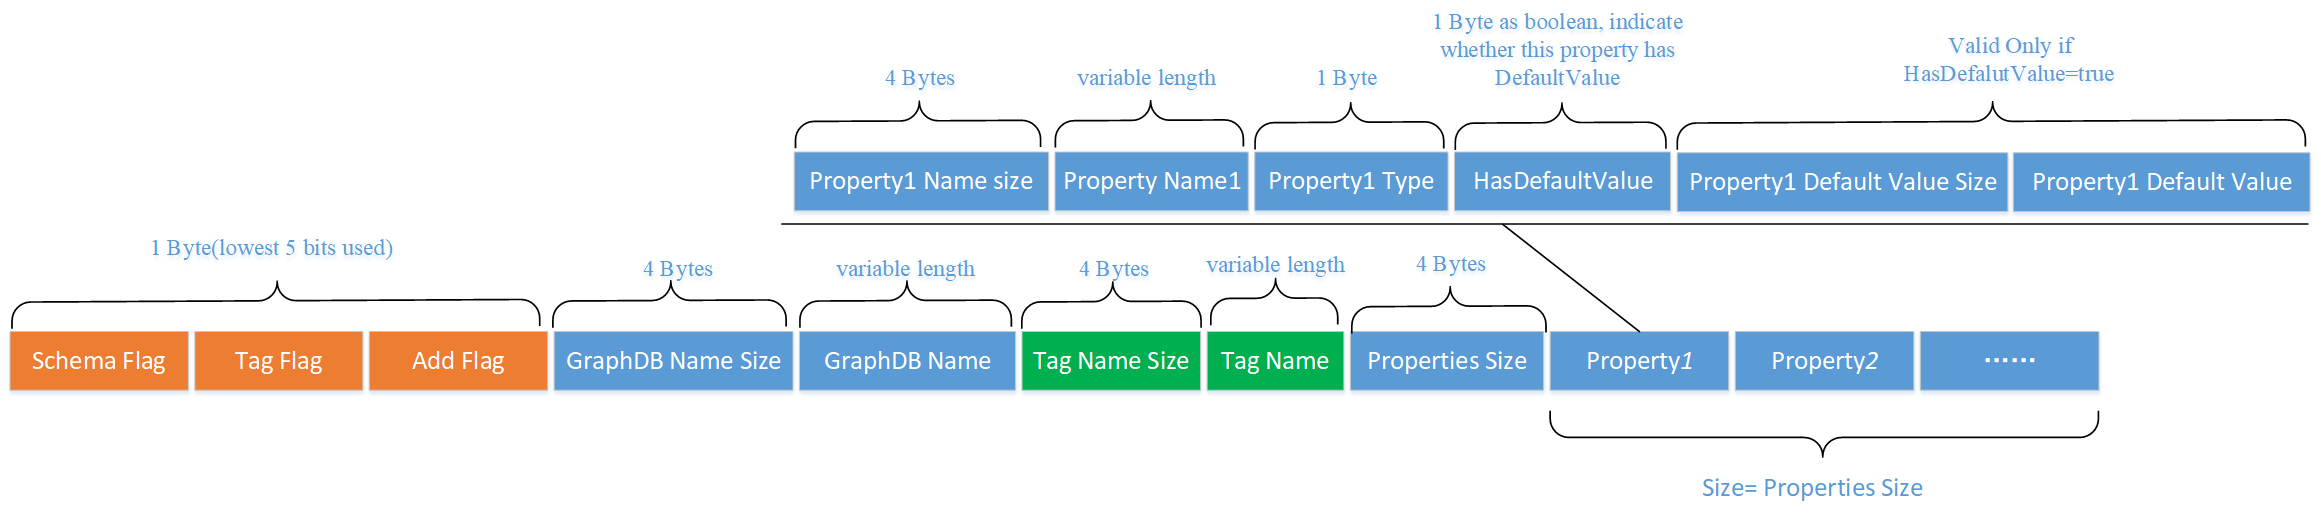 1 Byte as boolean, indicate
whether this property has
DefaultValue
Valid Only if
HasDefalutValue=true
4 Bytes
variable length
1 Byte
Property1 Name size
Property Name1
Property1 Type
HasDefaultValue
Property1 Default Value Size
Property1 Default Value
1 Byte(lowest 5 bits used)
4 Bytes
variable length
4 Bytes
variable length
4 Bytes
Schema Flag
Tag Flag
Add Flag
GraphDB Name Size
GraphDB Name
Tag Name Size
Tag Name
Properties Size
Property1
Property2
......
Size= Properties Size